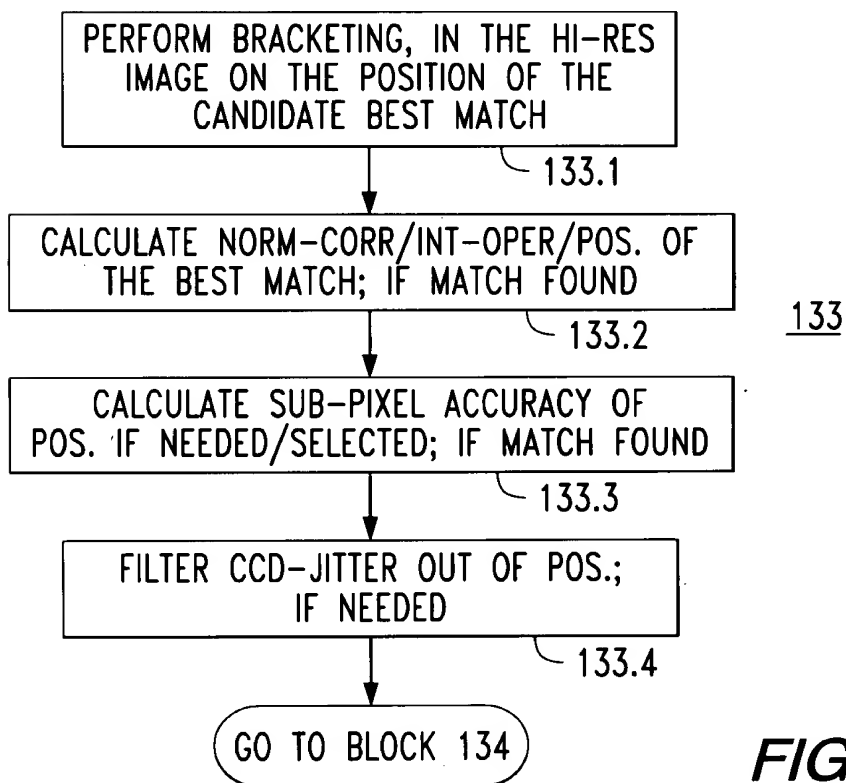 PERFORM BRACKETING, IN THE HI-RES
IMAGE ON THE POSITION OF THE
CANDIDATE BEST MATCH
133.1
CALCULATE NORM-CORR/INT-OPER/POS. OF
THE BEST MATCH; IF MATCH FOUND
133.2
133
CALCULATE SUB-PIXEL ACCURACY OF
POS. IF NEEDED/SELECTED; IF MATCH FOUND
133.3
FILTER CCD-JITTER OUT OF POS.;
IF NEEDED
133.4
GO TO BLOCK 134
FIG